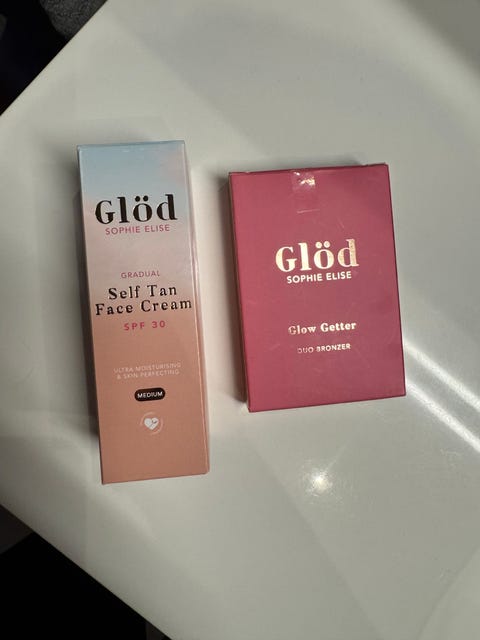 Glöd
SOPHIE ELISE
GRADUAL
Self Tan
Face Cream
SPF 30
ULTRA MOISTURISING
& SKIN PERFECTING
MEDIUM
Glöd
SOPHIE ELISE
Glow Getter
DUO BRONZER